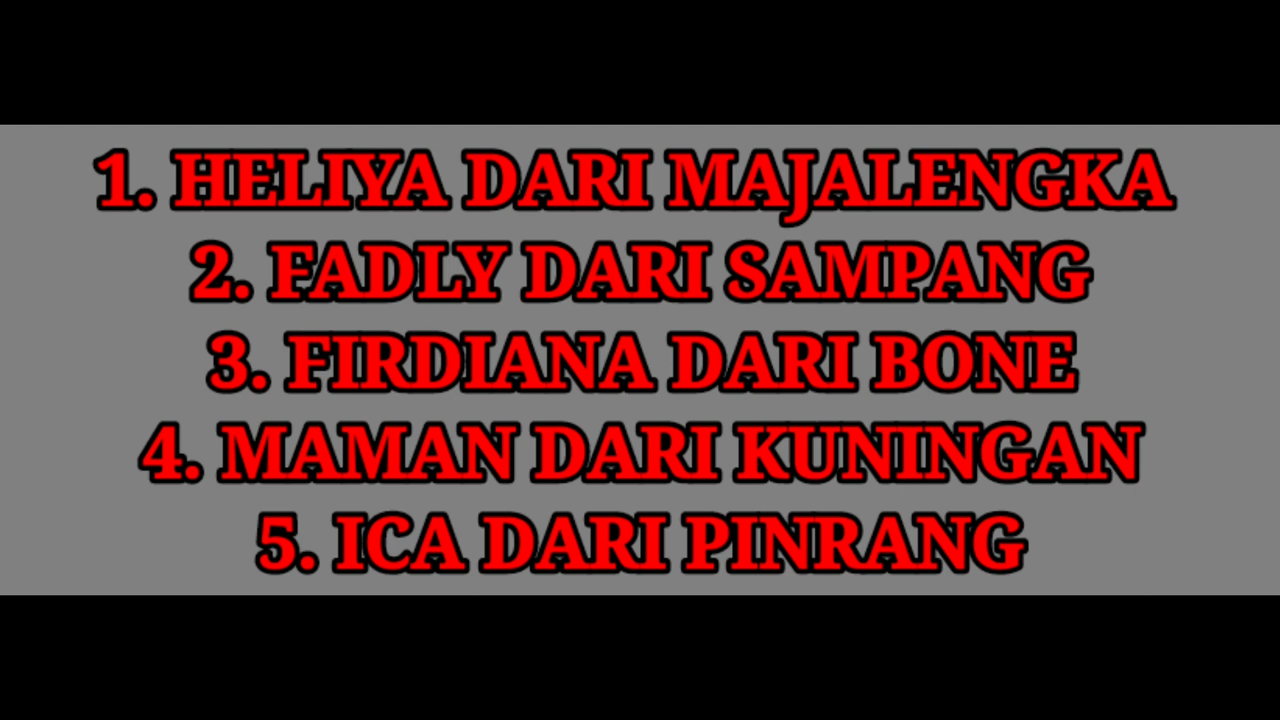 1. HELIYA DARI MAJALENGKA
2. FADLY DARI SAMPANG
3. FIRDIANA DARI BONE
4. MAMAN DARI KUNINGAN
5. ICA DARI PINRANG